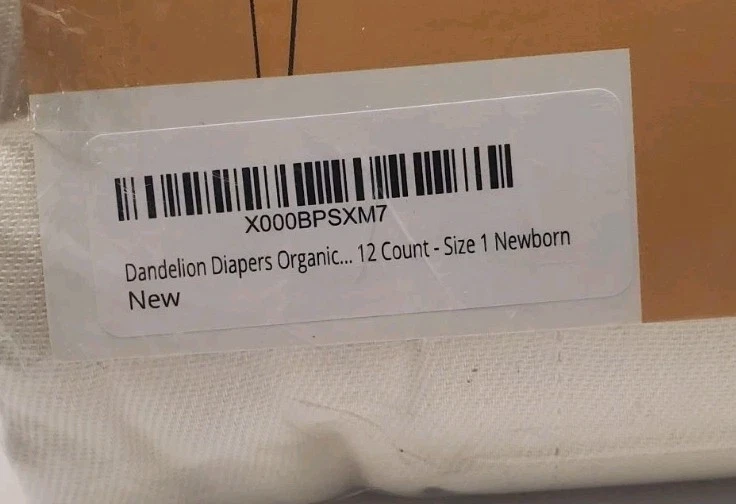 X000BPSXM7
Dandelion Diapers Organic... 12 Count - Size 1 Newborn
New